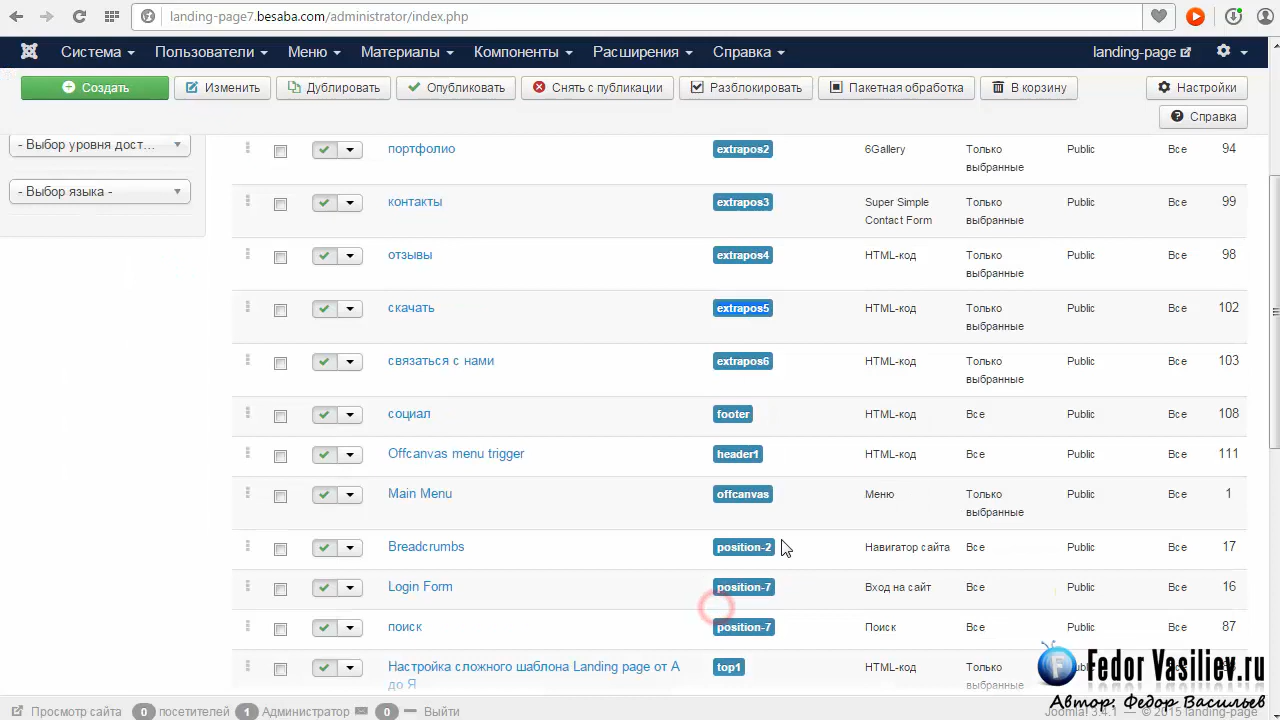 landing-page7.besaba.com/administrator/index.php
Система Пользователи Меню Материалы Компоненты Расширения Справка landing-page
Создать Изменить Дублировать Опубликовать Снять с публикации Разблокировать Пакетная обработка В корзину Настройки
Справка
- Выбор уровня дост...
- Выбор языка -
портфолио extrapos2 6Gallery Только выбранные Public Все 94
контакты extrapos3 Super Simple Contact Form Только выбранные Public Все 99
отзывы extrapos4 HTML-код Только выбранные Public Все 98
скачать extrapos5 HTML-код Только выбранные Public Все 102
связаться с нами extrapos6 HTML-код Только выбранные Public Все 103
социал footer HTML-код Все Public Все 108
Offcanvas menu trigger header1 HTML-код Все Public Все 111
Main Menu offcanvas Меню Только выбранные Public Все 1
Breadcrumbs position-2 Навигатор сайта Все Public Все 17
Login Form position-7 Вход на сайт Все Public Все 16
поиск position-7 Поиск Все Public Все 87
Настройка сложного шаблона Landing page от А до Я top1 HTML-код Только выбранные
Fedor Vasiliev.ru
Автор: Федор Васильев
Просмотр сайта 0 посетителей 1 Администратор 0 Выйти
Joomla! 3.4.1 — © 2015 landing-page